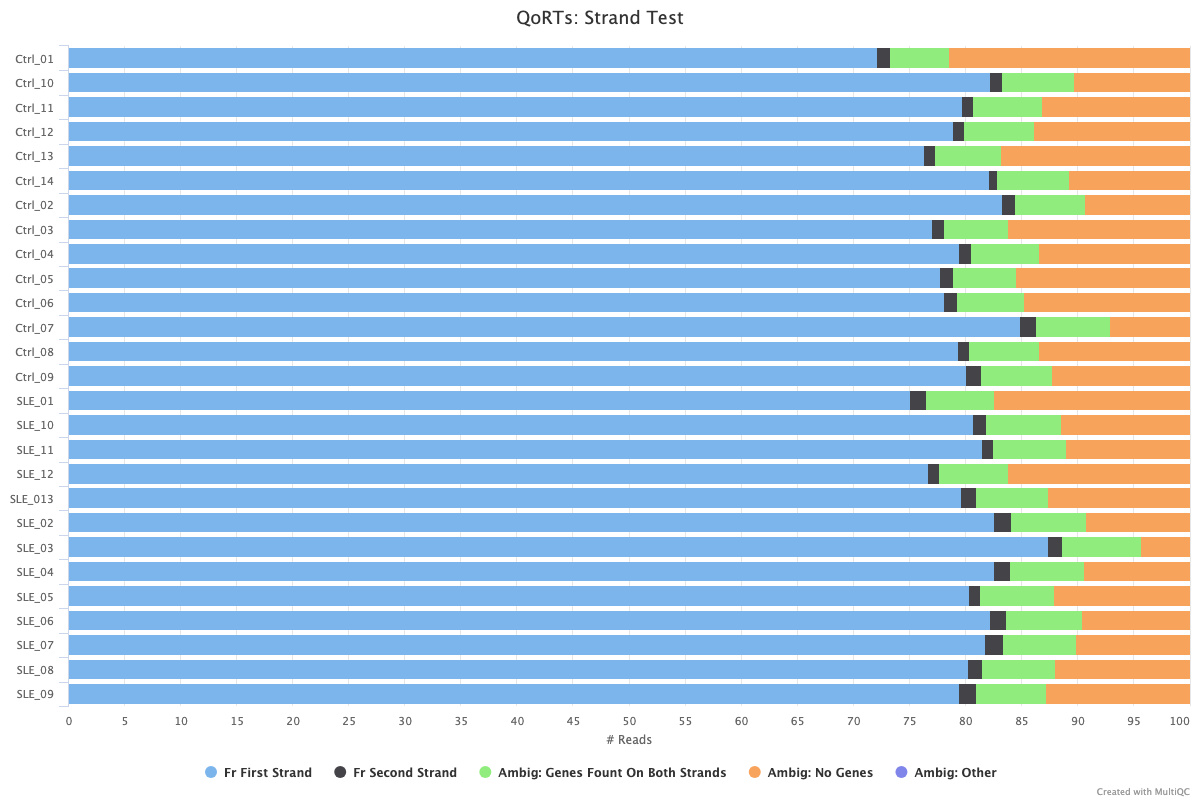 QoRTs: Strand Test
Ctrl_01
Ctrl_10
Ctrl_11
Ctrl_12
Ctrl_13
Ctrl_14
Ctrl_02
Ctrl_03
Ctrl_04
Ctrl_05
Ctrl_06
Ctrl_07
Ctrl_08
Ctrl_09
SLE_01
SLE_10
SLE_11
SLE_12
SLE_013
SLE_02
SLE_03
SLE_04
SLE_05
SLE_06
SLE_07
SLE_08
SLE_09
0 5 10 15 20 25 30 35 40 45 50 55 60 65 70 75 80 85 90 95 100
# Reads
Fr First Strand Fr Second Strand Ambig: Genes Fount On Both Strands Ambig: No Genes Ambig: Other
Created with MultiQC